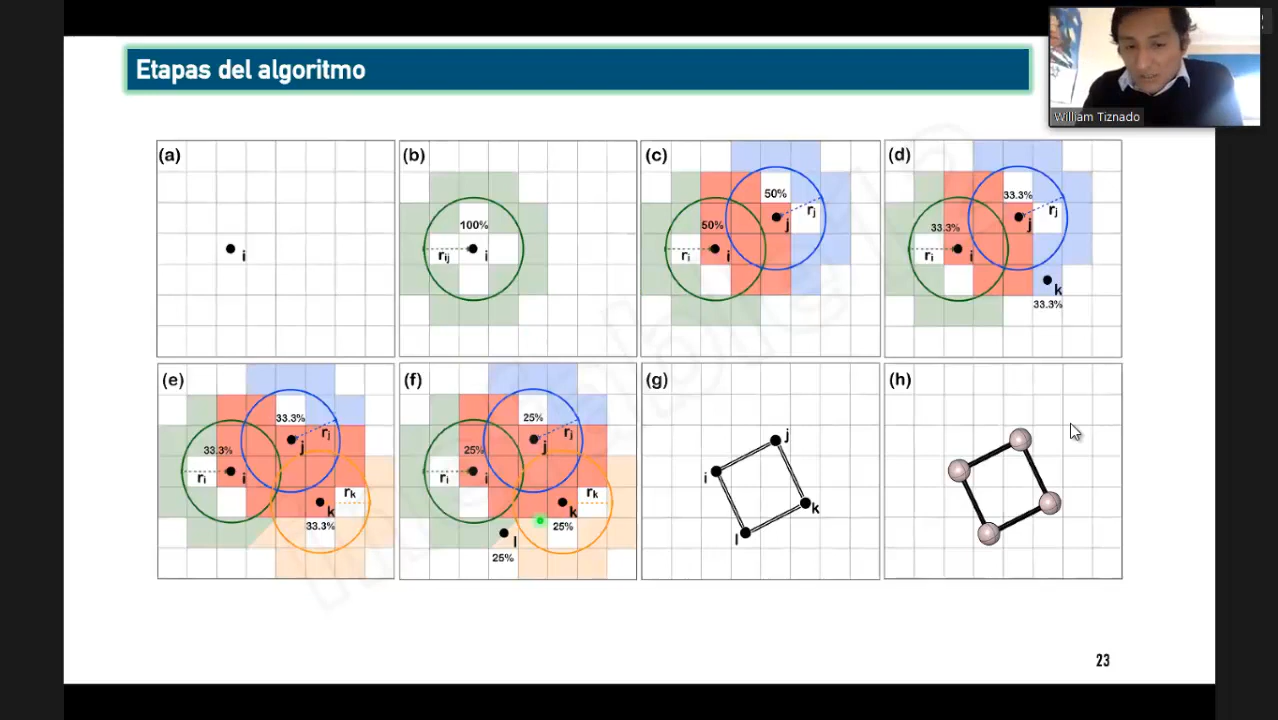 Etapas del algoritmo
William Tiznado
(a)
i
(b)
100%
rij
i
(c)
50%
rj
j
50%
ri
i
(d)
33.3%
rj
j
33.3%
ri
i
k
33.3%
(e)
33.3%
rj
j
33.3%
ri
i
rk
k
33.3%
(f)
25%
rj
j
25%
ri
i
rk
k
25%
l
25%
(g)
j
i
k
l
(h)
23